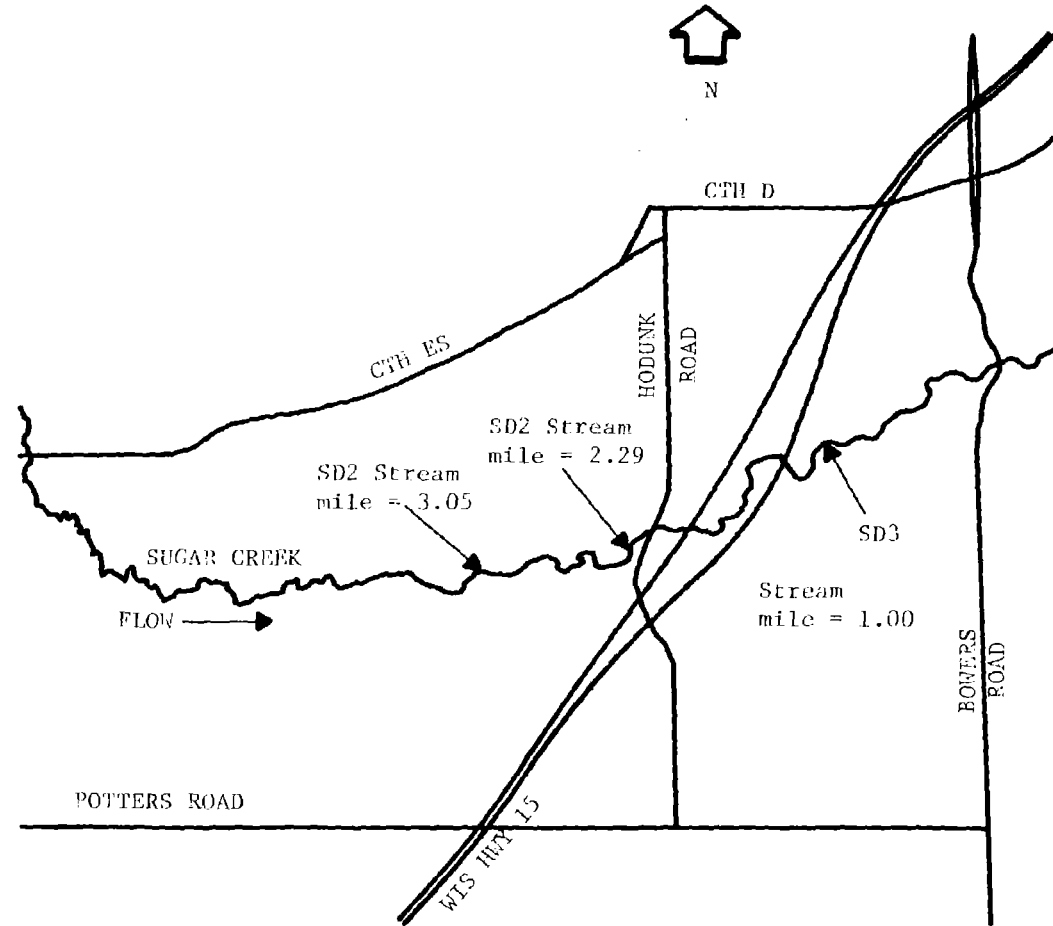 N
CTH D
HODUNK
ROAD
CTH ES
SD2 Stream
mile = 2.29
SD2 Stream
mile = 3.05
SD3
SUGAR CREEK
FLOW
Stream
mile = 1.00
BOWERS
ROAD
POTTERS ROAD
WIS HWY 15